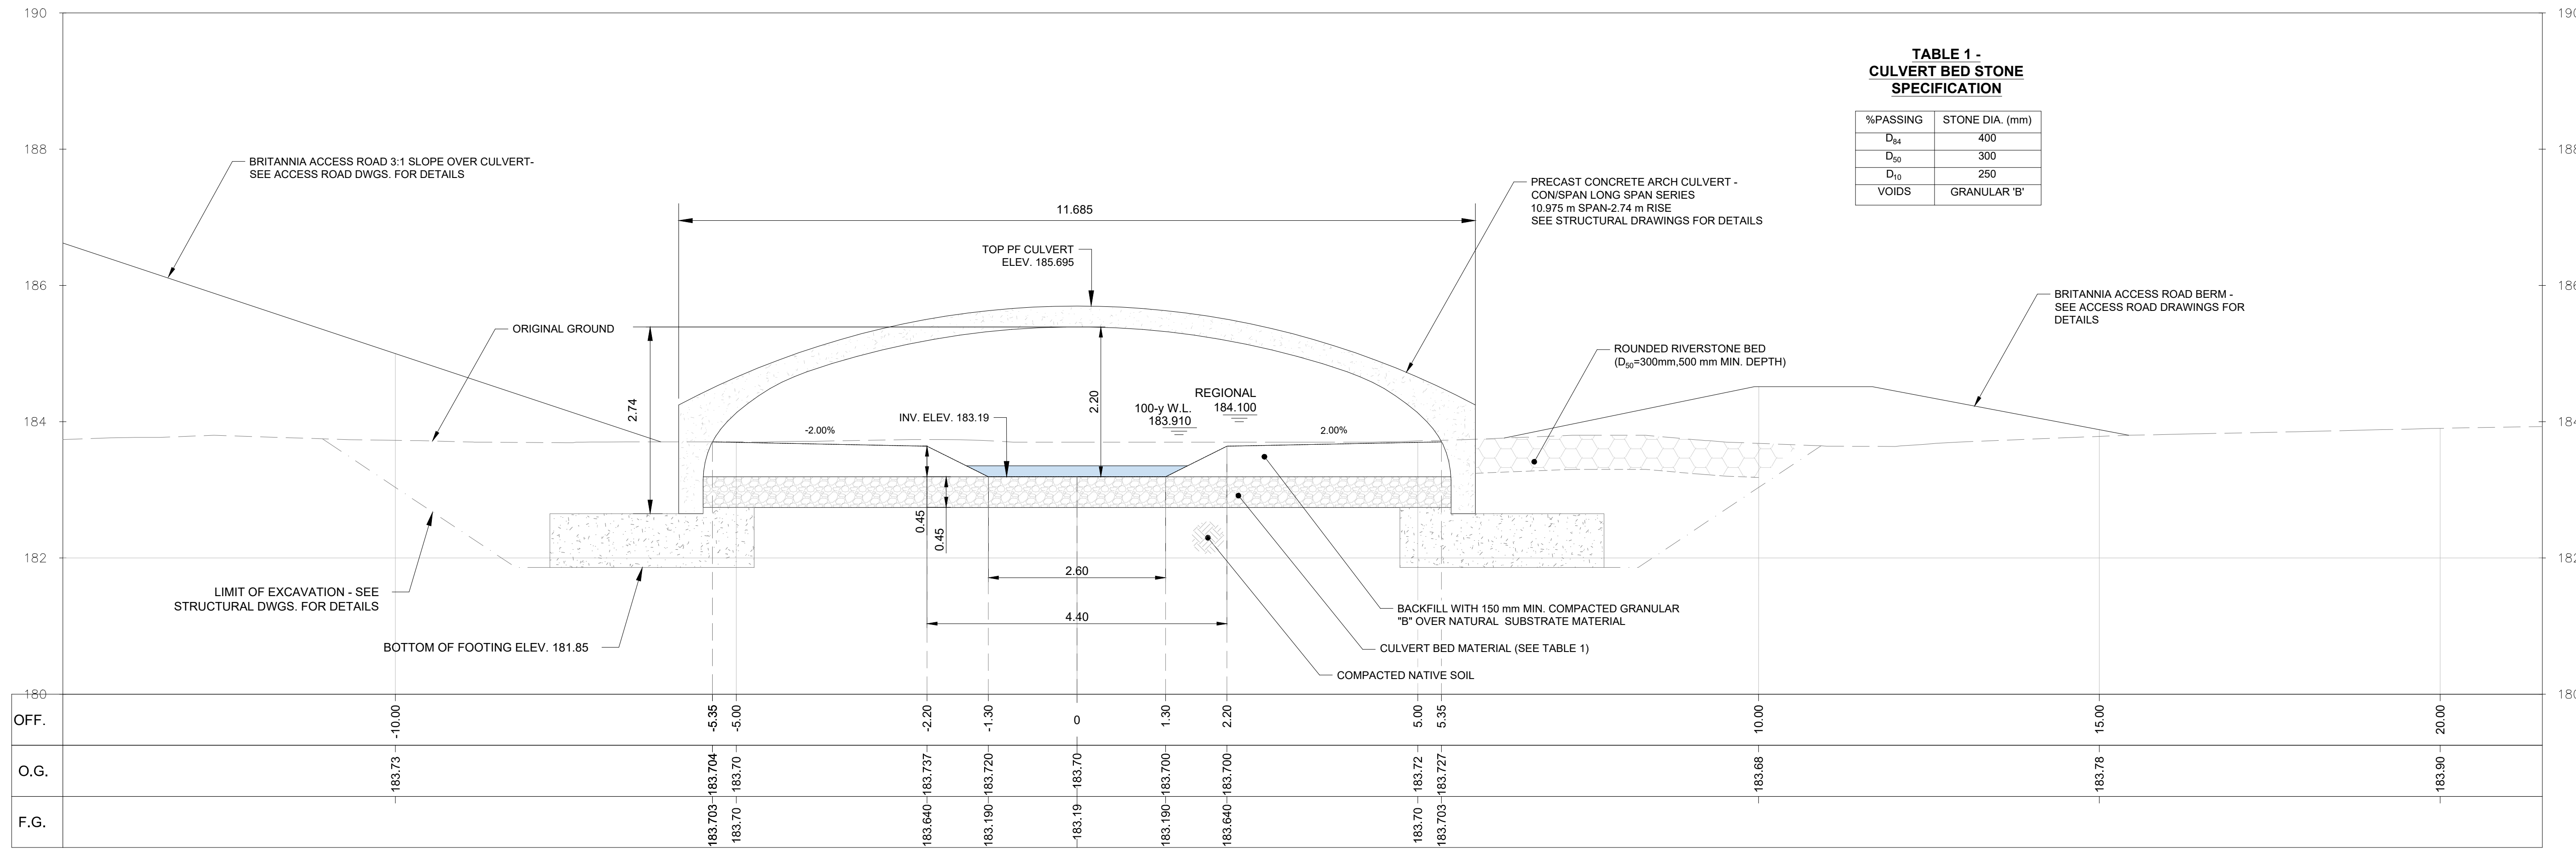 190
190
TABLE 1 -
CULVERT BED STONE
SPECIFICATION
%PASSING STONE DIA. (mm)
D84 400
D50 300
D10 250
VOIDS GRANULAR 'B'
188
188
BRITANNIA ACCESS ROAD 3:1 SLOPE OVER CULVERT-
SEE ACCESS ROAD DWGS. FOR DETAILS
PRECAST CONCRETE ARCH CULVERT -
CON/SPAN LONG SPAN SERIES
10.975 m SPAN-2.74 m RISE
SEE STRUCTURAL DRAWINGS FOR DETAILS
11.685
TOP PF CULVERT
ELEV. 185.695
186
186
BRITANNIA ACCESS ROAD BERM -
SEE ACCESS ROAD DRAWINGS FOR
DETAILS
ORIGINAL GROUND
ROUNDED RIVERSTONE BED
(D50=300mm,500 mm MIN. DEPTH)
2.74
2.20
REGIONAL
184.100
100-y W.L.
183.910
INV. ELEV. 183.19
184
184
-2.00%
2.00%
0.45
0.45
182
182
2.60
4.40
LIMIT OF EXCAVATION - SEE
STRUCTURAL DWGS. FOR DETAILS
BACKFILL WITH 150 mm MIN. COMPACTED GRANULAR
"B" OVER NATURAL SUBSTRATE MATERIAL
BOTTOM OF FOOTING ELEV. 181.85
CULVERT BED MATERIAL (SEE TABLE 1)
COMPACTED NATIVE SOIL
180
180
OFF. -10.00 -5.35 -5.00 -2.20 -1.30 0 1.30 2.20 5.00 5.35 10.00 15.00 20.00
O.G. 183.73 183.704 183.70 183.737 183.720 183.70 183.700 183.700 183.72 183.727 183.68 183.78 183.90
F.G. 183.703 183.70 183.640 183.190 183.19 183.190 183.640 183.70 183.703